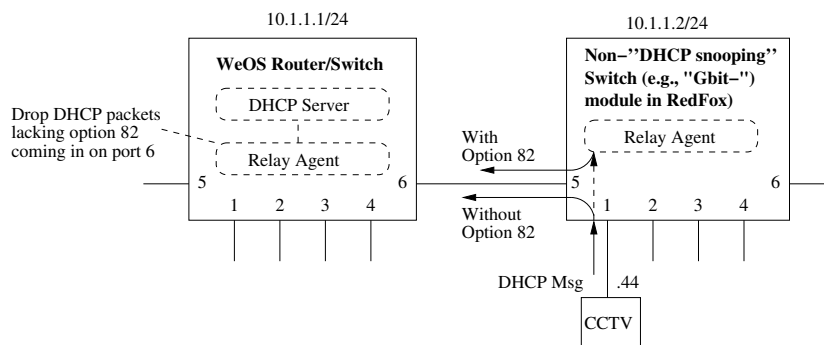 10.1.1.1/24
10.1.1.2/24
WeOS Router/Switch
DHCP Server
Relay Agent
Drop DHCP packets
lacking option 82
coming in on port 6
5
6
1
2
3
4
With
Option 82
Without
Option 82
Non−''DHCP snooping''
Switch (e.g., "Gbit−")
module in RedFox)
Relay Agent
5
6
1
2
3
4
DHCP Msg
.44
CCTV